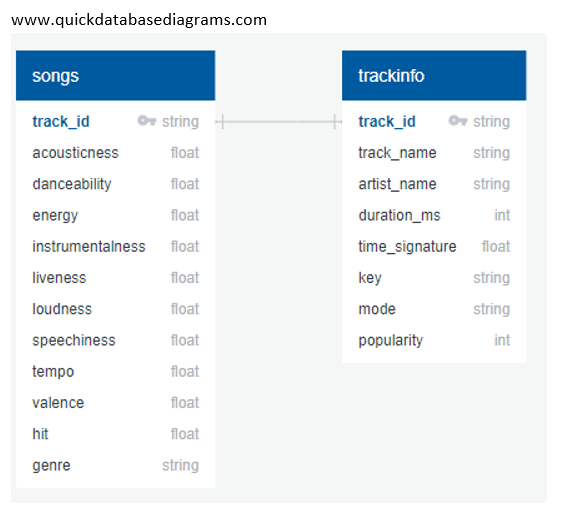 www.quickdatabasediagrams.com
songs
track_id string
acousticness float
danceability float
energy float
instrumentalness float
liveness float
loudness float
speechiness float
tempo float
valence float
hit float
genre string
trackinfo
track_id string
track_name string
artist_name string
duration_ms int
time_signature float
key string
mode string
popularity int